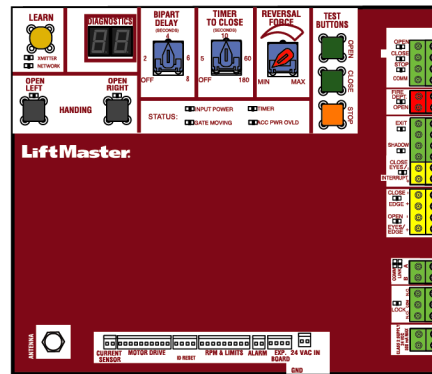 LEARN
XMITTER
NETWORK
DIAGNOSTICS
BIPART
DELAY
(SECONDS)
2
6
OFF
8
TIMER
TO CLOSE
(SECONDS)
10
5
60
OFF
180
REVERSAL
FORCE
MIN
MAX
TEST
BUTTONS
OPEN
CLOSE
STOP
OPEN
LEFT
OPEN
RIGHT
HANDING
STATUS:
INPUT POWER
TIMER
GATE MOVING
ACC PWR OVLD
LiftMaster
OPEN
CLOSE
STOP
COMM
FIRE
DEPT
OPEN
EXIT
SHADOW
CLOSE
EYES/
INTERRUPT
CLOSE -
EDGE +
OPEN -
EYES/
EDGE +
COMM
LINK
A
B
LOCK
ANTENNA
CURRENT
SENSOR
MOTOR DRIVE
ID RESET
RPM & LIMITS
ALARM
EXP.
BOARD
24 VAC IN
GND